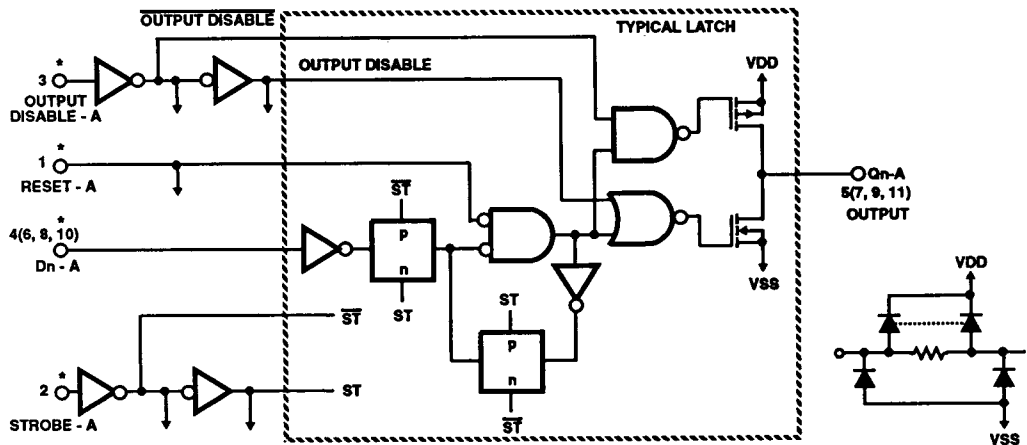 OUTPUT DISABLE
TYPICAL LATCH
*
3
OUTPUT
DISABLE - A
OUTPUT DISABLE
VDD
*
1
RESET - A
ST
p
n
ST
4(6, 8, 10)
*
Dn - A
Qn-A
5(7, 9, 11)
OUTPUT
VSS
ST
p
n
ST
ST
*
2
STROBE - A
ST
VDD
VSS